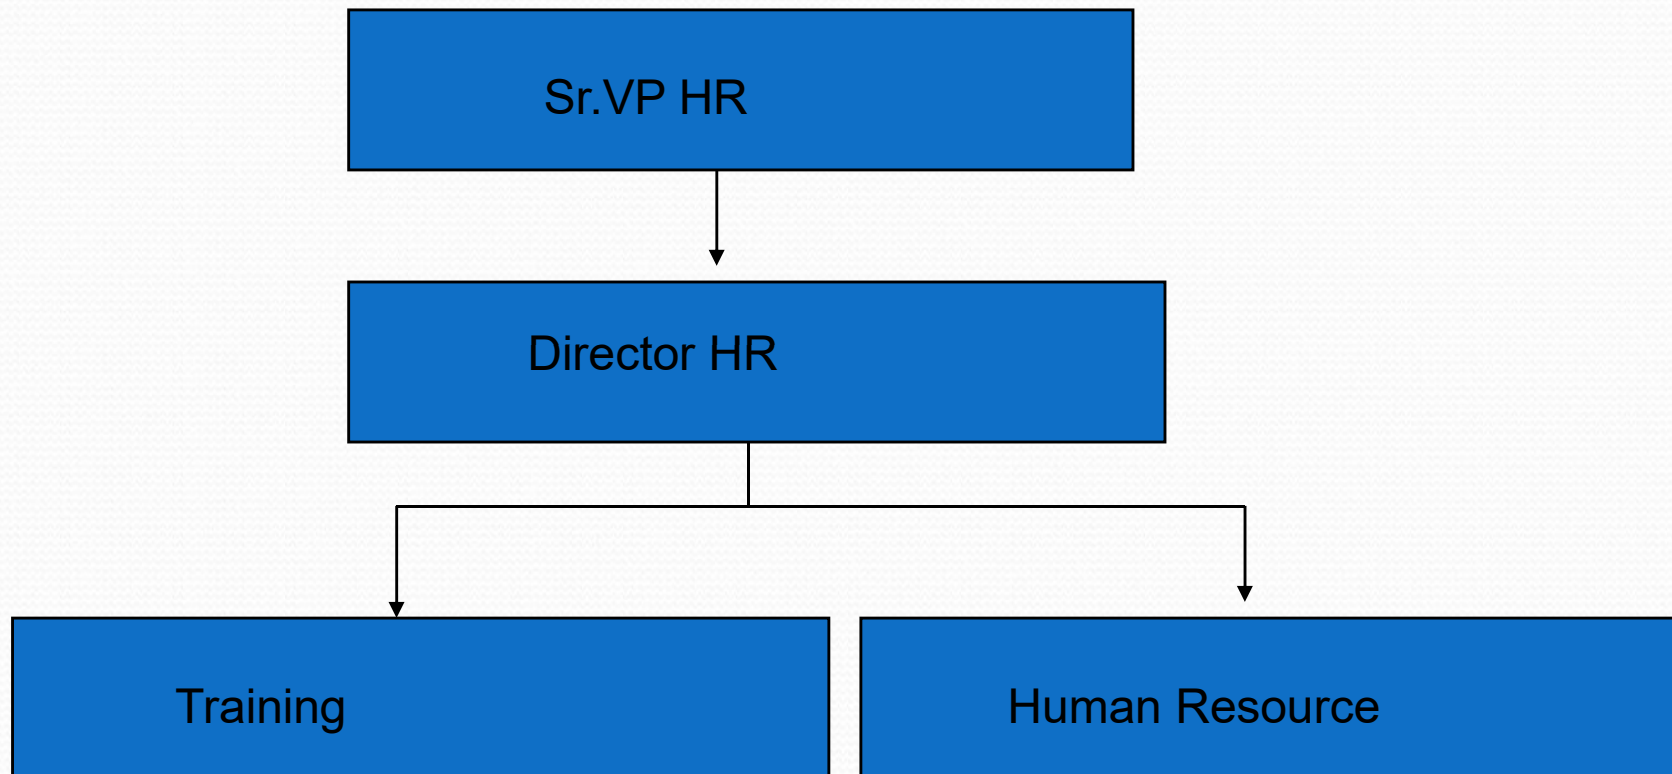 Sr.VP HR
Director HR
Training
Human Resource